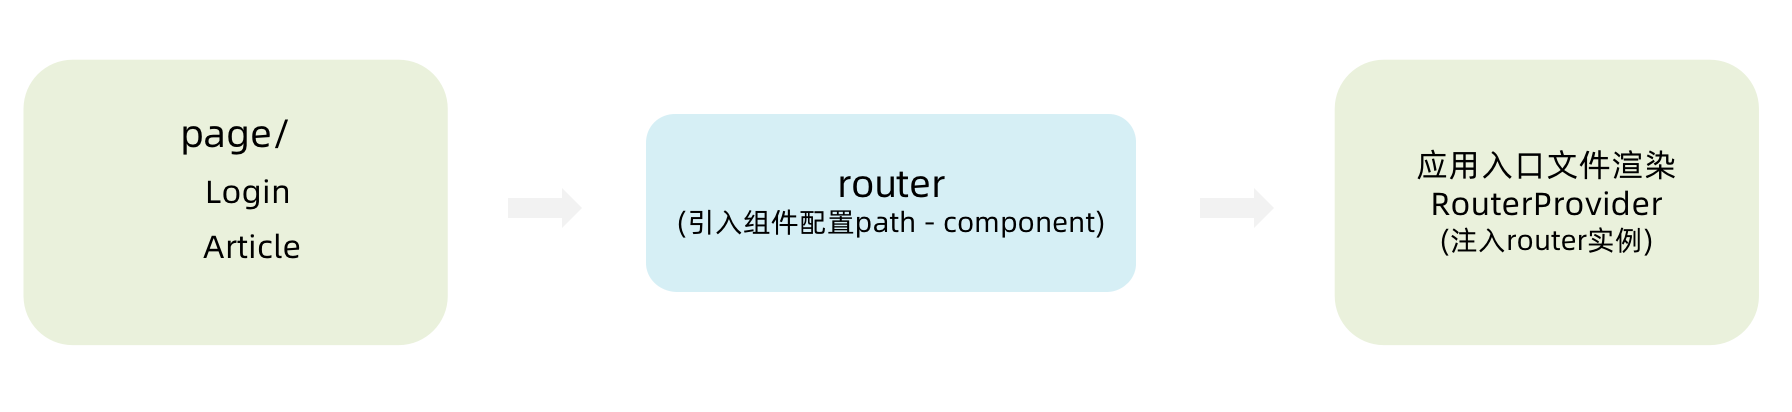 page/
Login
Article
router
(引入组件配置path - component)
应用入口文件渲染
RouterProvider
(注入router实例)